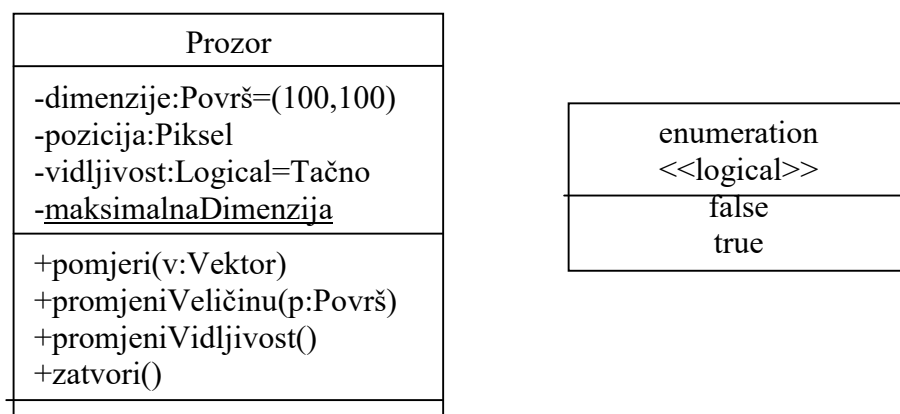 Prozor
-dimenzije:Površ=(100,100)
-pozicija:Piksel
-vidljivost:Logical=Tačno
-maksimalnaDimenzija
+pomjeri(v:Vektor)
+promjeniVeličinu(p:Površ)
+promjeniVidljivost()
+zatvori()
enumeration
<<logical>>
false
true